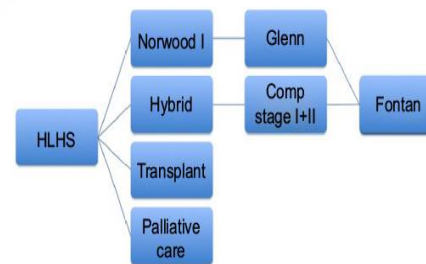 HLHS
Norwood I
Hybrid
Transplant
Palliative
care
Glenn
Comp
stage I+II
Fontan